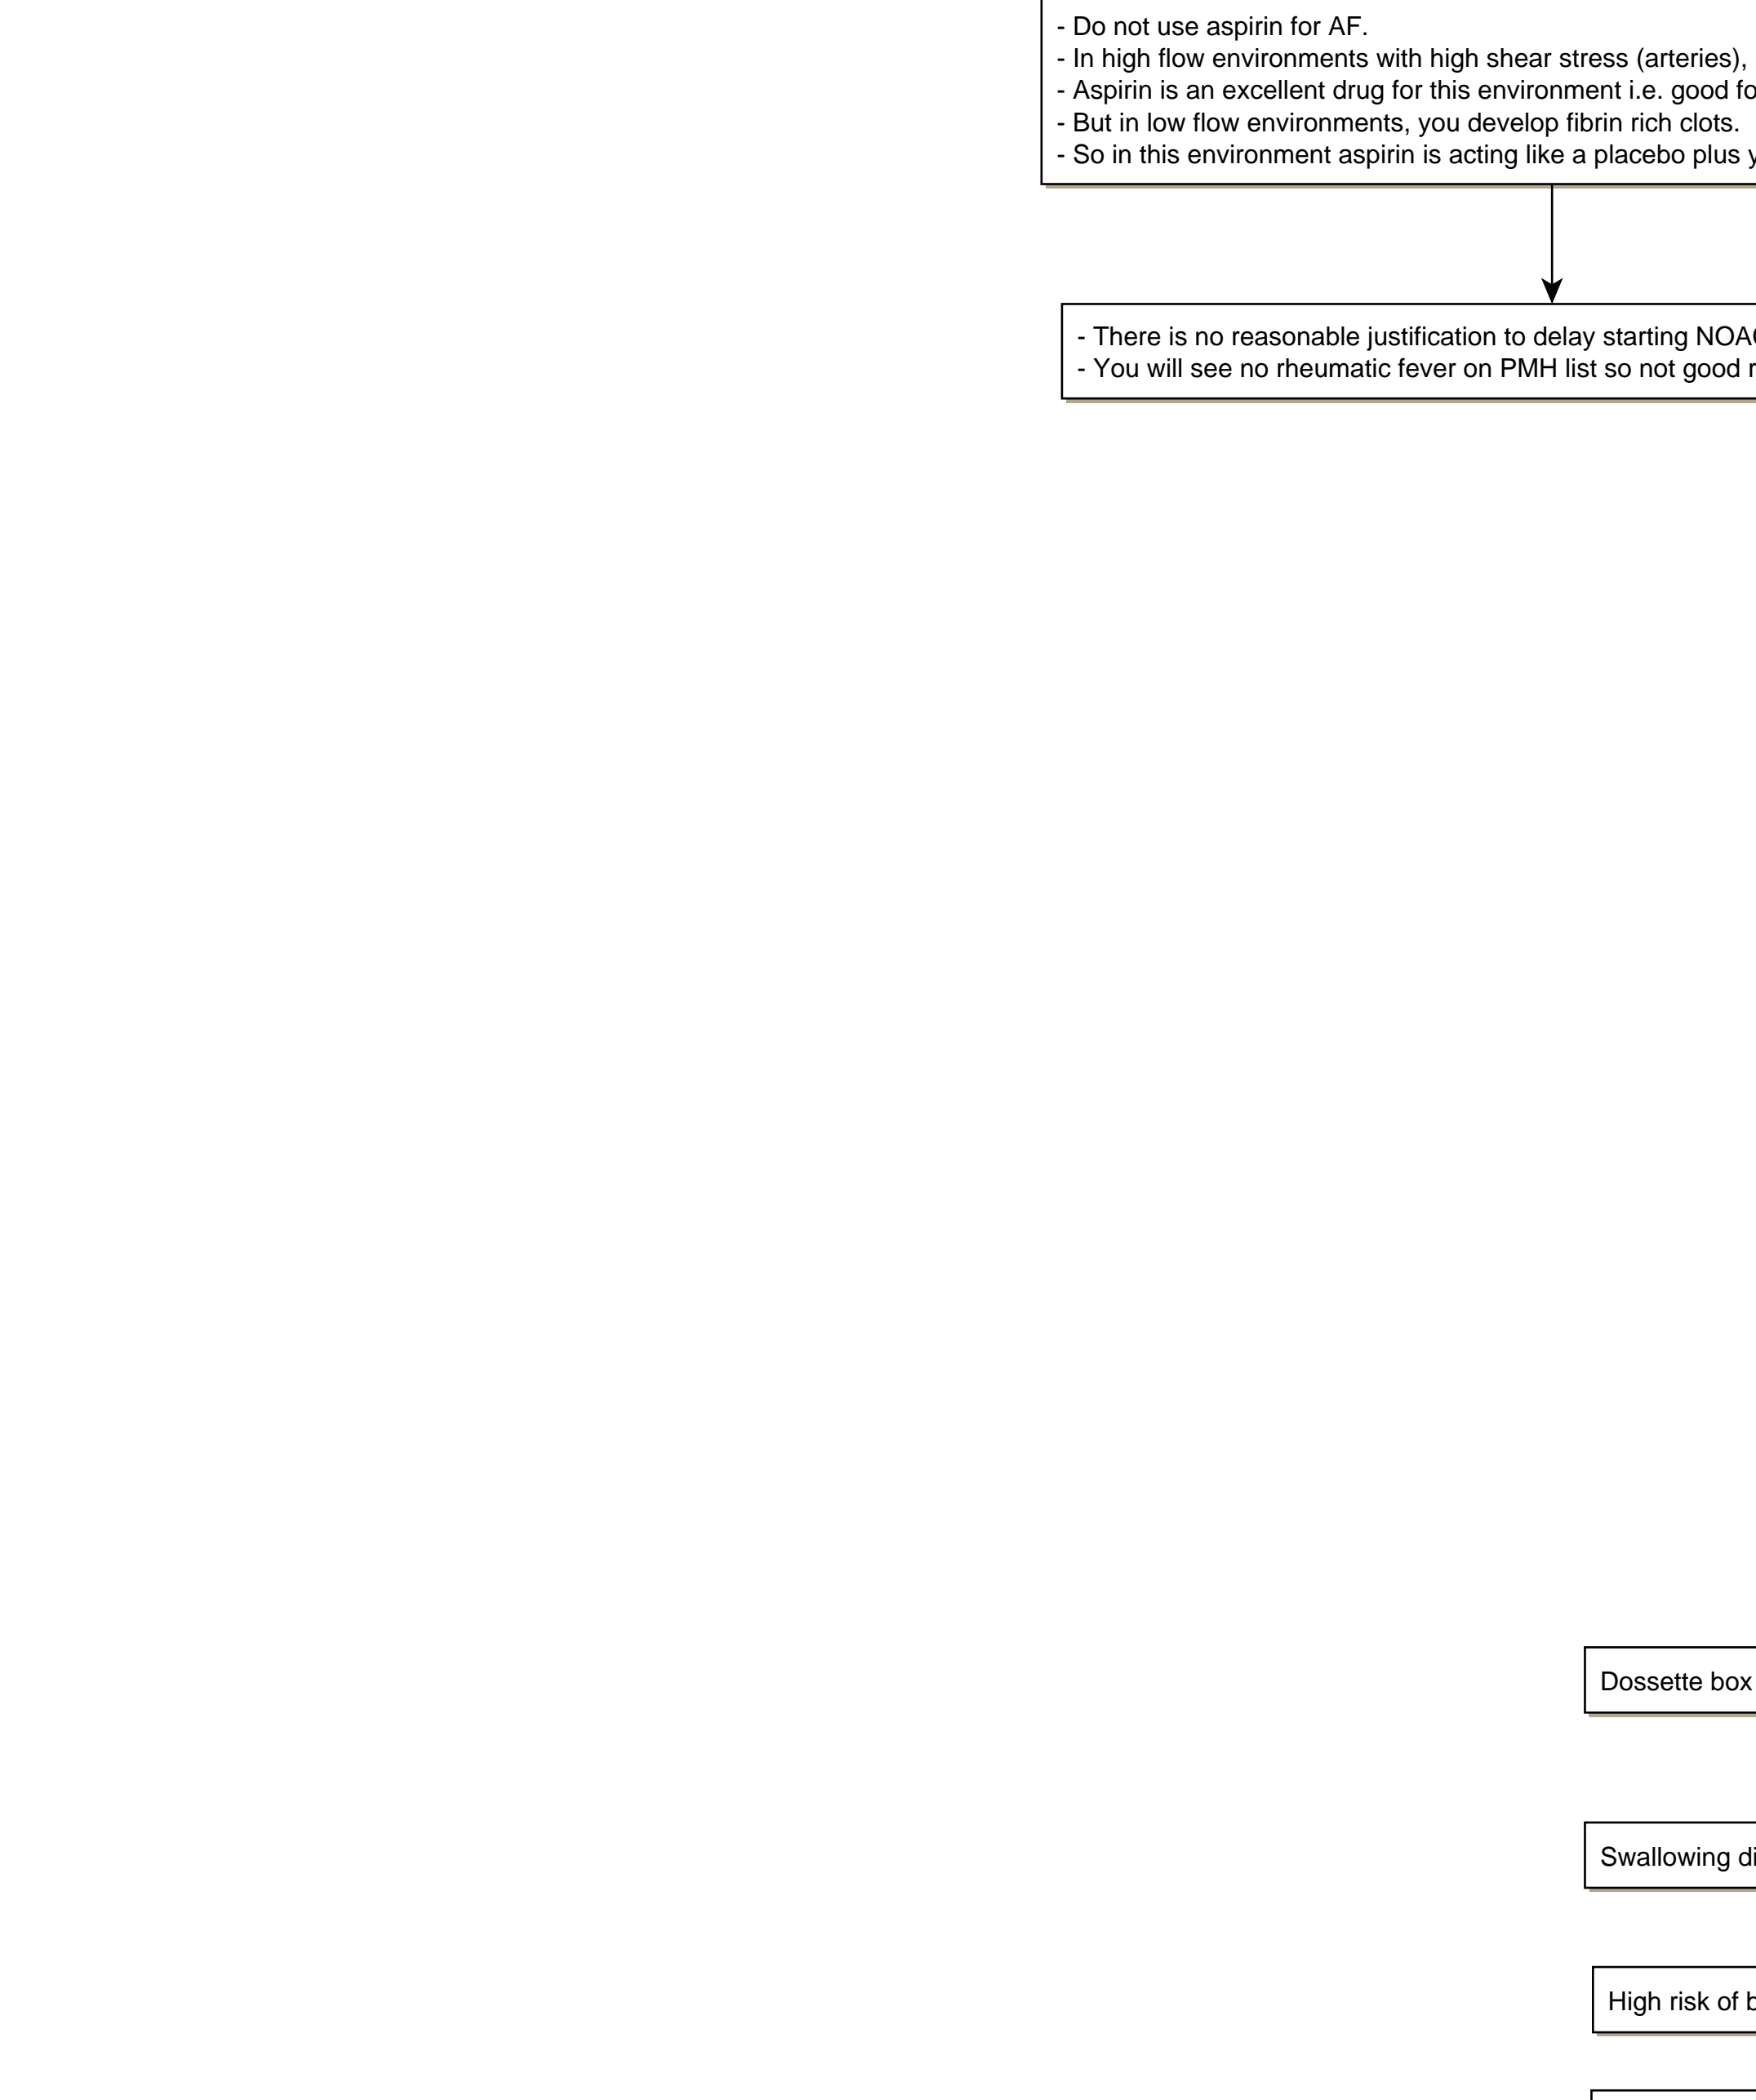 - Do not use aspirin for AF.
- In high flow environments with high shear stress (arteries),
- Aspirin is an excellent drug for this environment i.e. good
- But in low flow environments, you develop fibrin rich clots.
- So in this environment aspirin is acting like a placebo plus
- There is no reasonable justification to delay starting
- You will see no rheumatic fever on PMH list so not good
Dossette box
Swallowing
High risk of